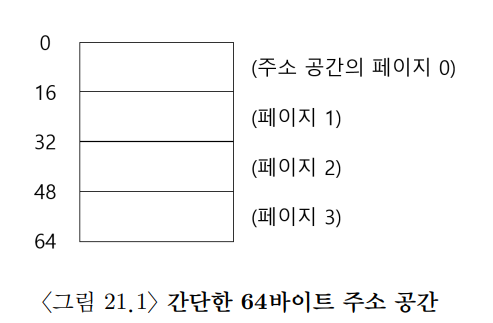 0
(주소 공간의 페이지 0)
16
(페이지 1)
32
(페이지 2)
48
(페이지 3)
64
〈그림 21.1〉 간단한 64바이트 주소 공간